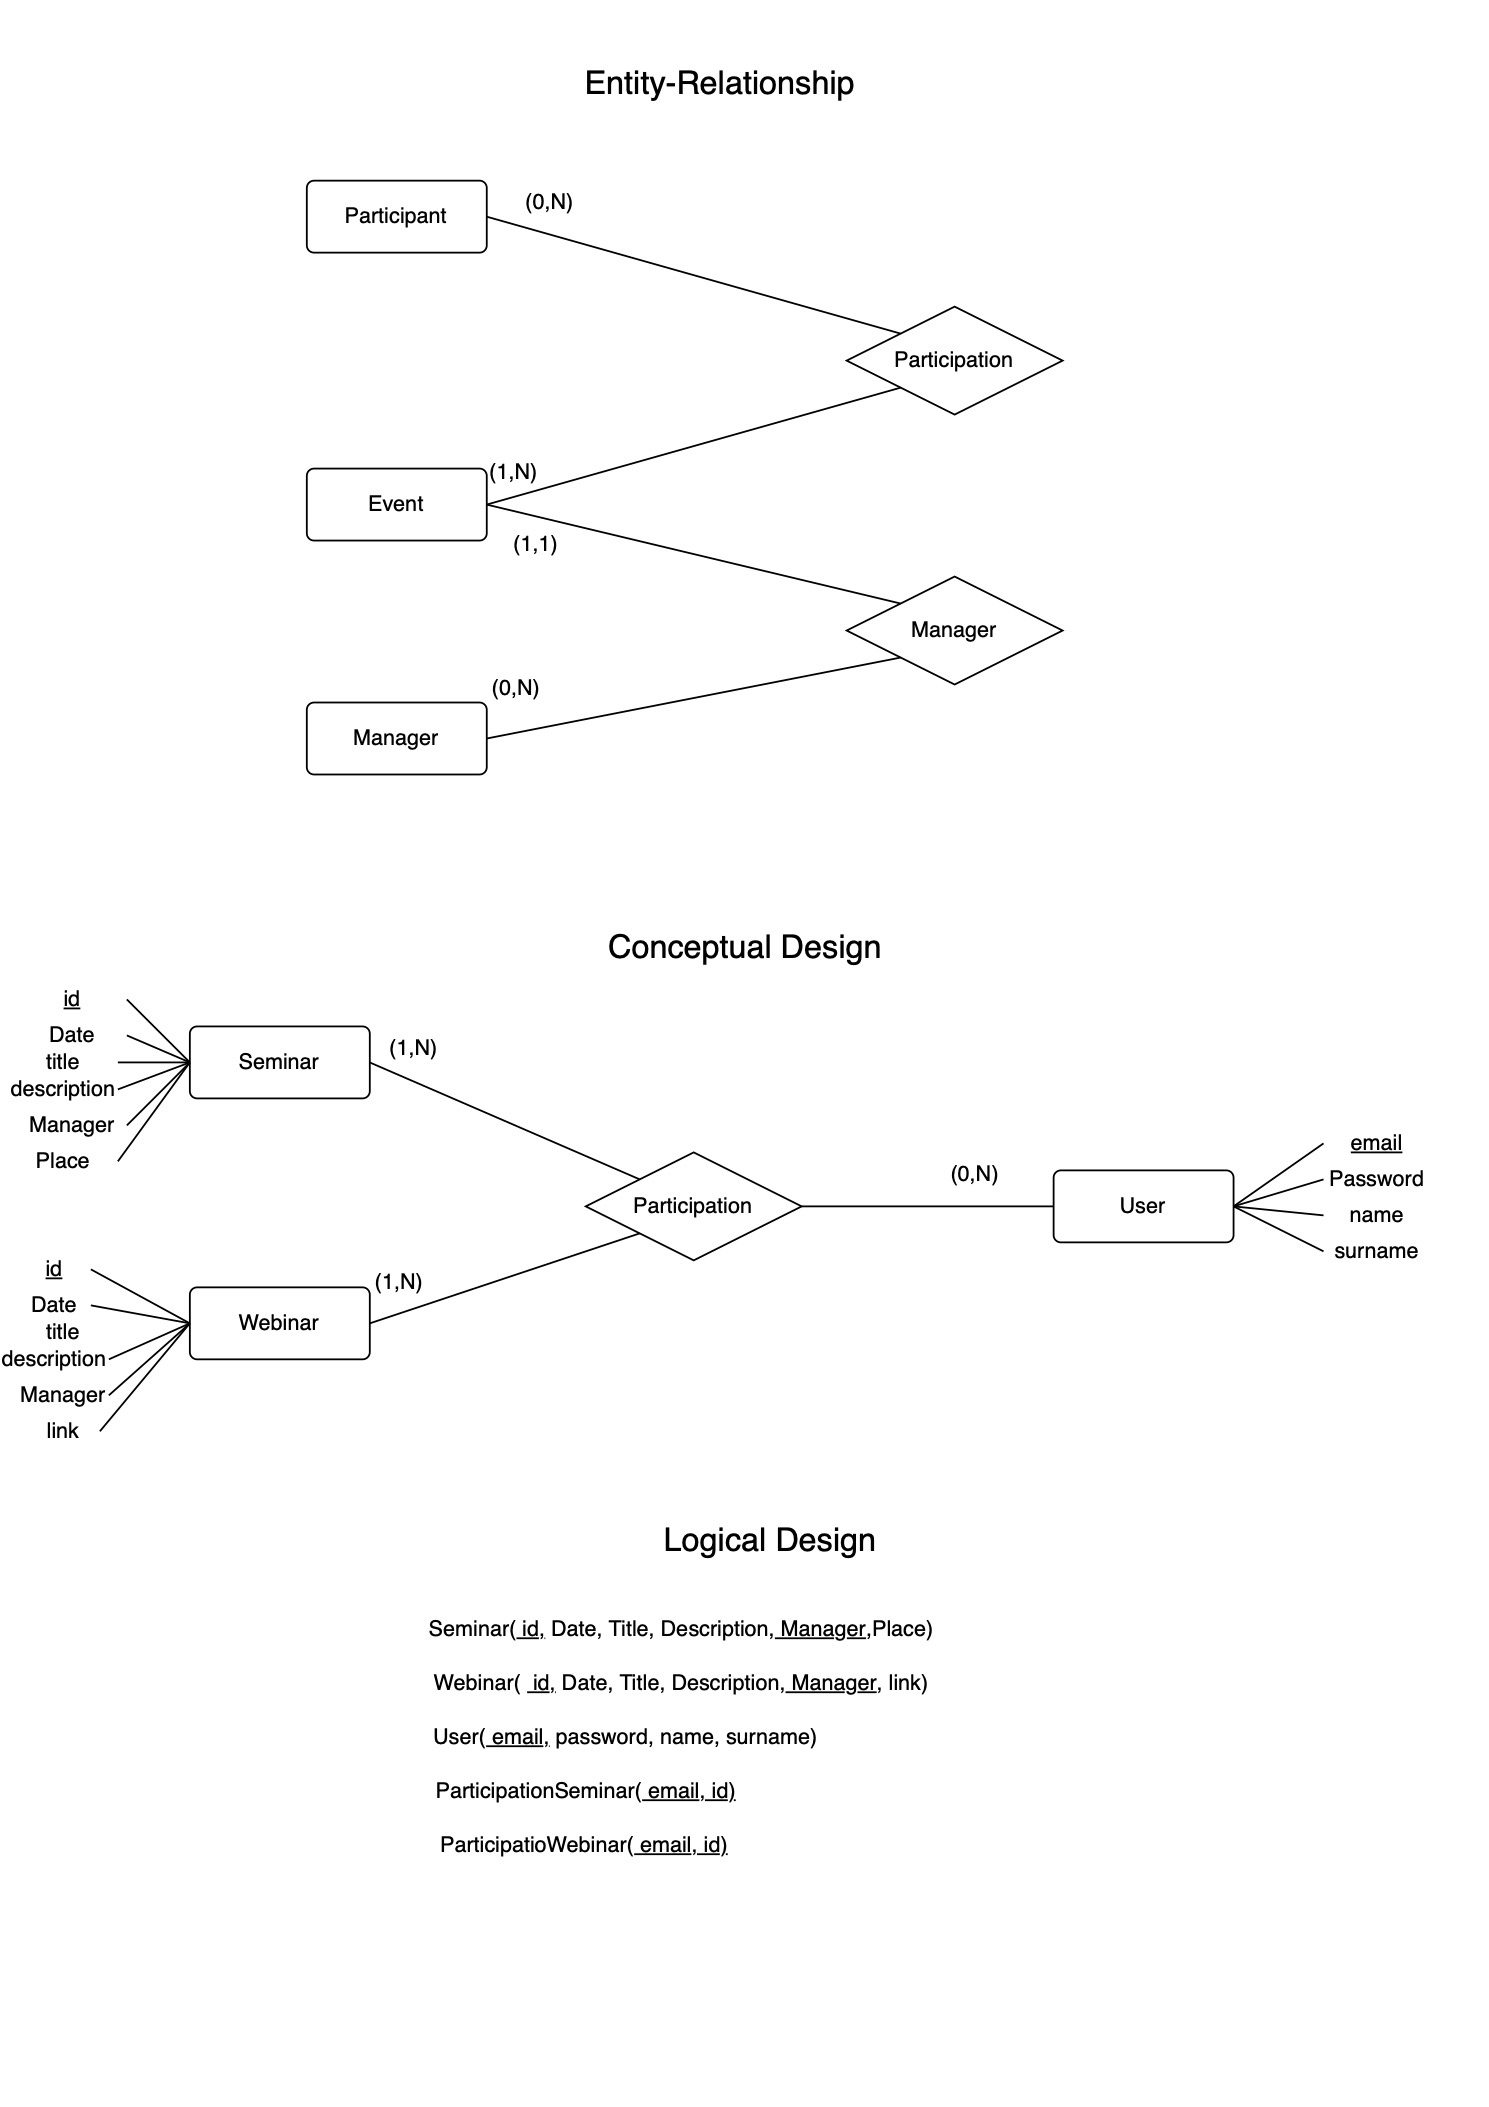 Entity-Relationship
Participant
(0,N)
Participation
(1,N)
Event
(1,1)
Manager
(0,N)
Manager
Conceptual Design
id
Date
title
description
Manager
Place
Seminar
(1,N)
Participation
(0,N)
User
email
Password
name
surname
id
Date
title
description
Manager
link
Webinar
(1,N)
Logical Design
Seminar( id, Date, Title, Description, Manager,Place)
Webinar( id, Date, Title, Description, Manager, link)
User( email, password, name, surname)
ParticipationSeminar( email, id)
ParticipatioWebinar( email, id)